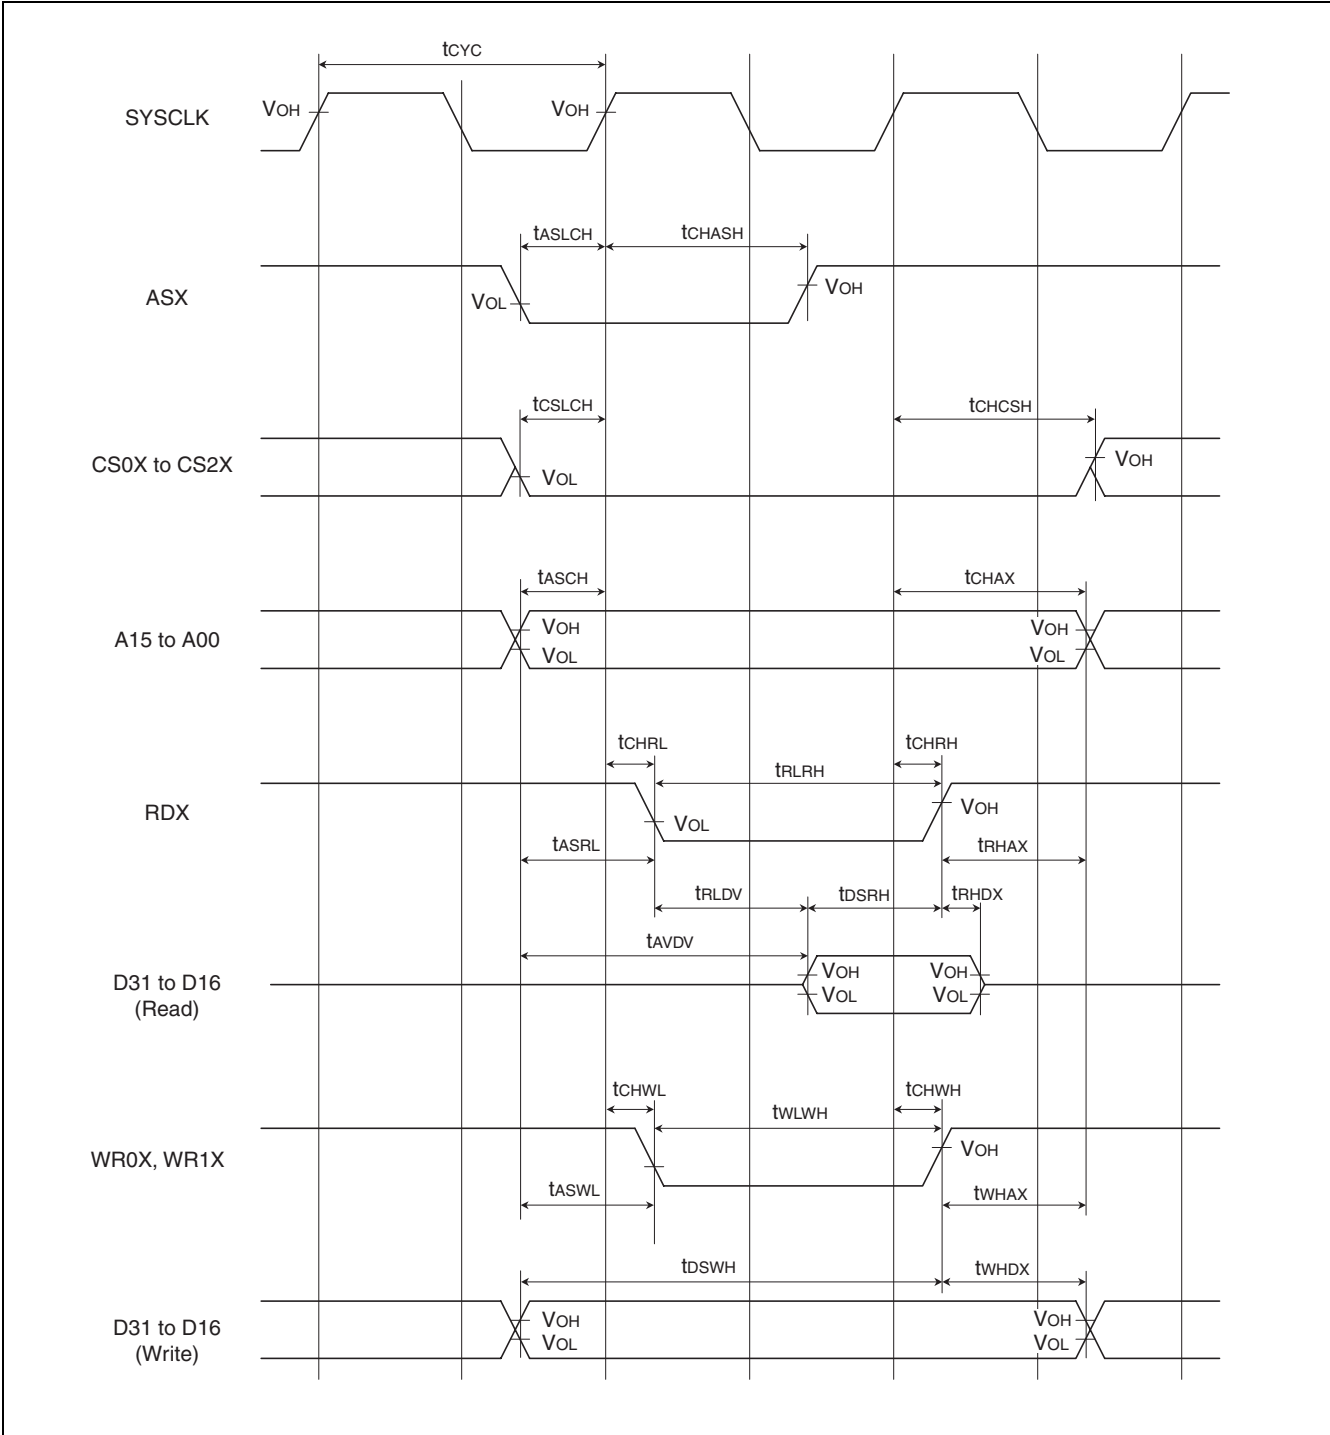 tCYC
SYSCLK
VOH
VOH
tASLCH
tCHASH
ASX
VOL
VOH
tCSLCH
tCHCSH
CS0X to CS2X
VOL
VOH
tASCH
tCHAX
A15 to A00
VOH
VOL
VOH
VOL
tCHRL
tCHRH
tRLRH
RDX
VOL
VOH
tASRL
tRHAX
tRLDV
tDSRH
tRHDX
tAVDV
D31 to D16
(Read)
VOH
VOL
VOH
VOL
tCHWL
tCHWH
tWLWH
WR0X, WR1X
VOH
tASWL
tWHAX
tDSWH
tWHDX
D31 to D16
(Write)
VOH
VOL
VOH
VOL